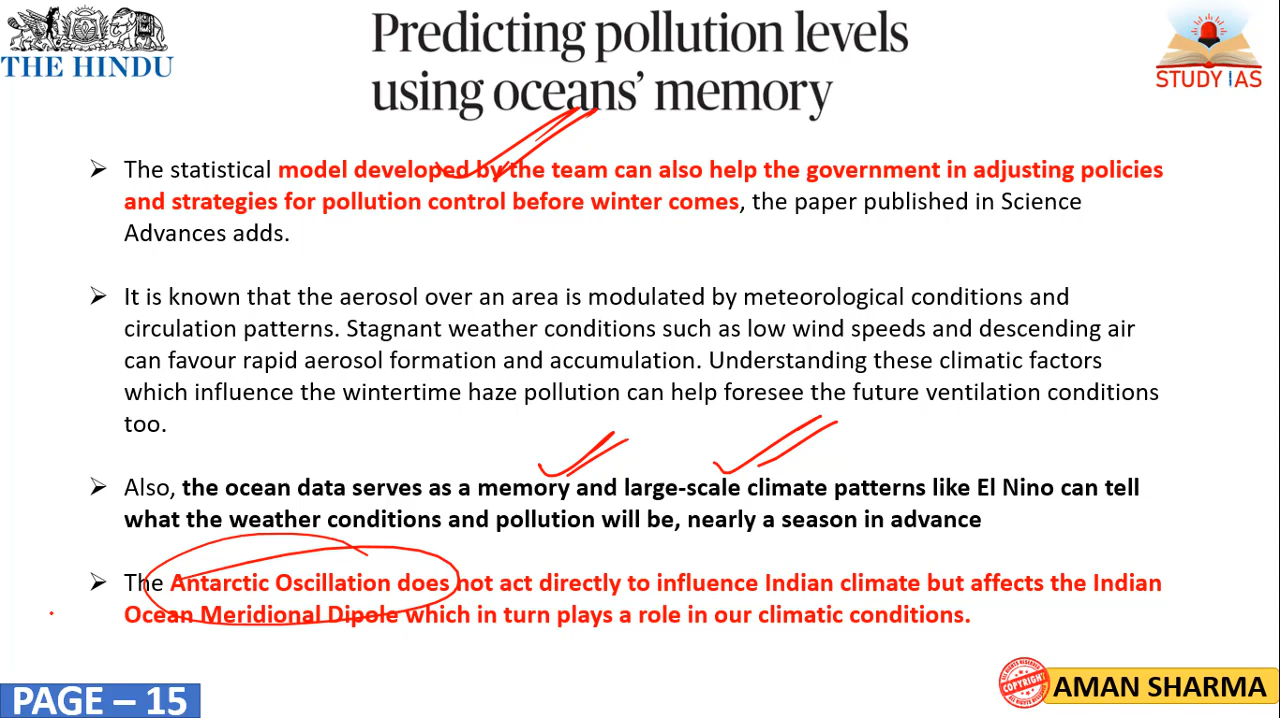 Predicting pollution levels
using oceans' memory
THE HINDU
STUDY IAS
➢ The statistical model developed by the team can also help the government in adjusting policies
and strategies for pollution control before winter comes, the paper published in Science
Advances adds.
➢ It is known that the aerosol over an area is modulated by meteorological conditions and
circulation patterns. Stagnant weather conditions such as low wind speeds and descending air
can favour rapid aerosol formation and accumulation. Understanding these climatic factors
which influence the wintertime haze pollution can help foresee the future ventilation conditions
too.
➢ Also, the ocean data serves as a memory and large-scale climate patterns like El Nino can tell
what the weather conditions and pollution will be, nearly a season in advance
➢ The Antarctic Oscillation does not act directly to influence Indian climate but affects the Indian
Ocean Meridional Dipole which in turn plays a role in our climatic conditions.
PAGE – 15
COPYRIGHT
AMAN SHARMA